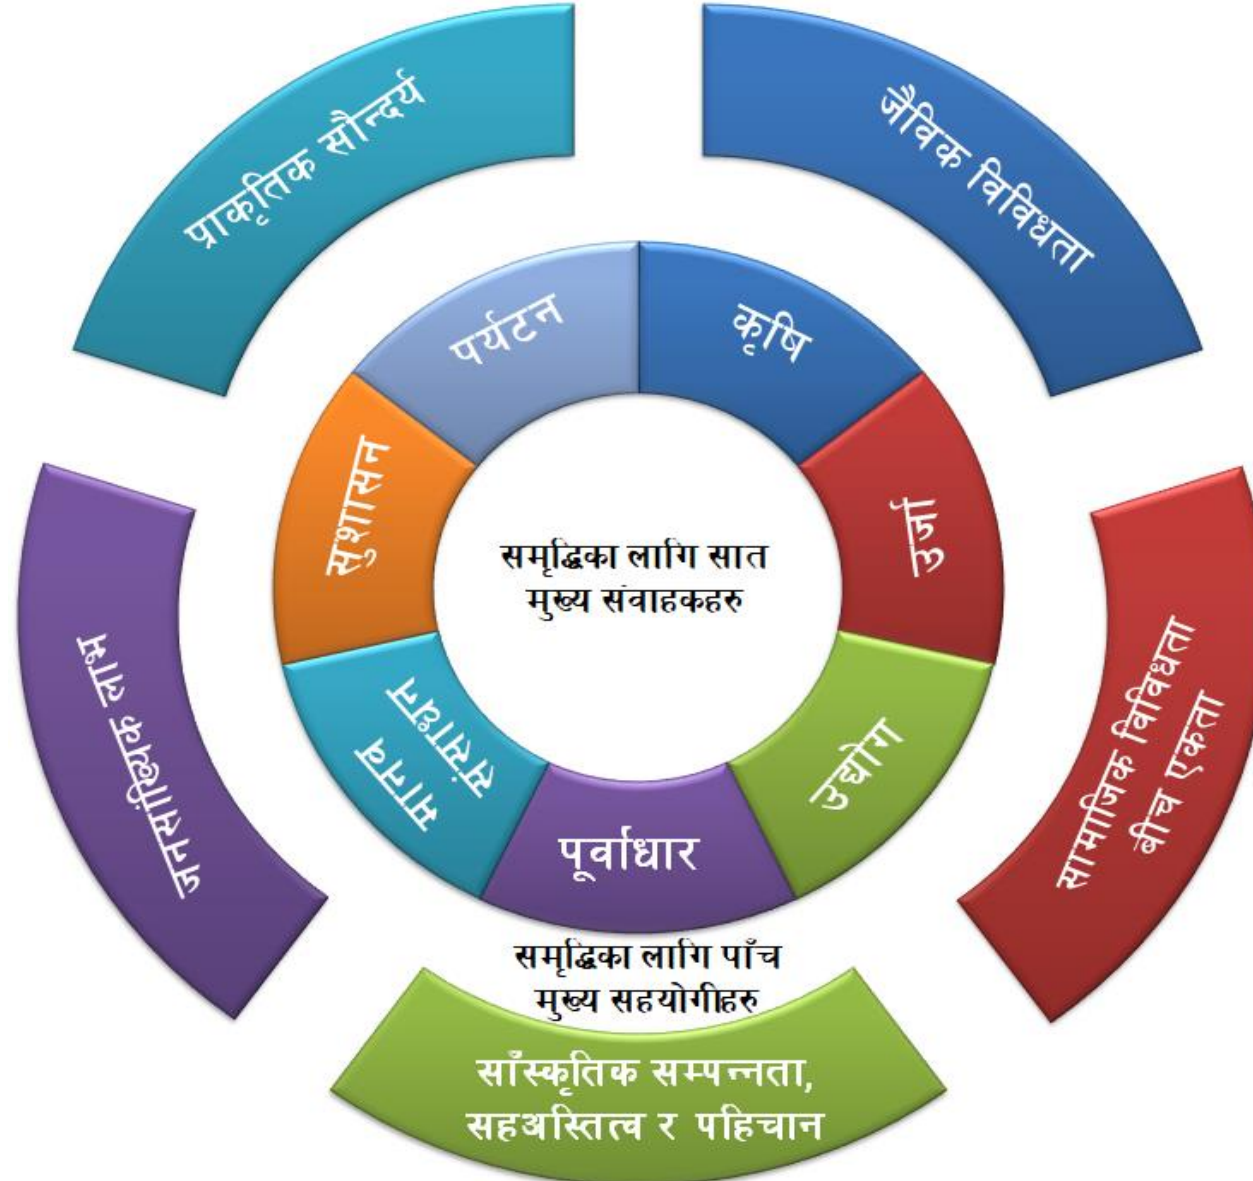 प्राकृतिक सौन्दर्य
जैविक विविधता
पर्यटन
कृषि
सुशासन
उर्जा
समृद्धिका लागि सात
मुख्य संवाहकहरु
जनसांख्यिक लाभ
मानव
संसाधन
उद्योग
सामाजिक विविधता
बीच एकता
पूर्वाधार
समृद्धिका लागि पाँच
मुख्य सहयोगीहरु
साँस्कृतिक सम्पन्नता,
सहअस्तित्व र पहिचान